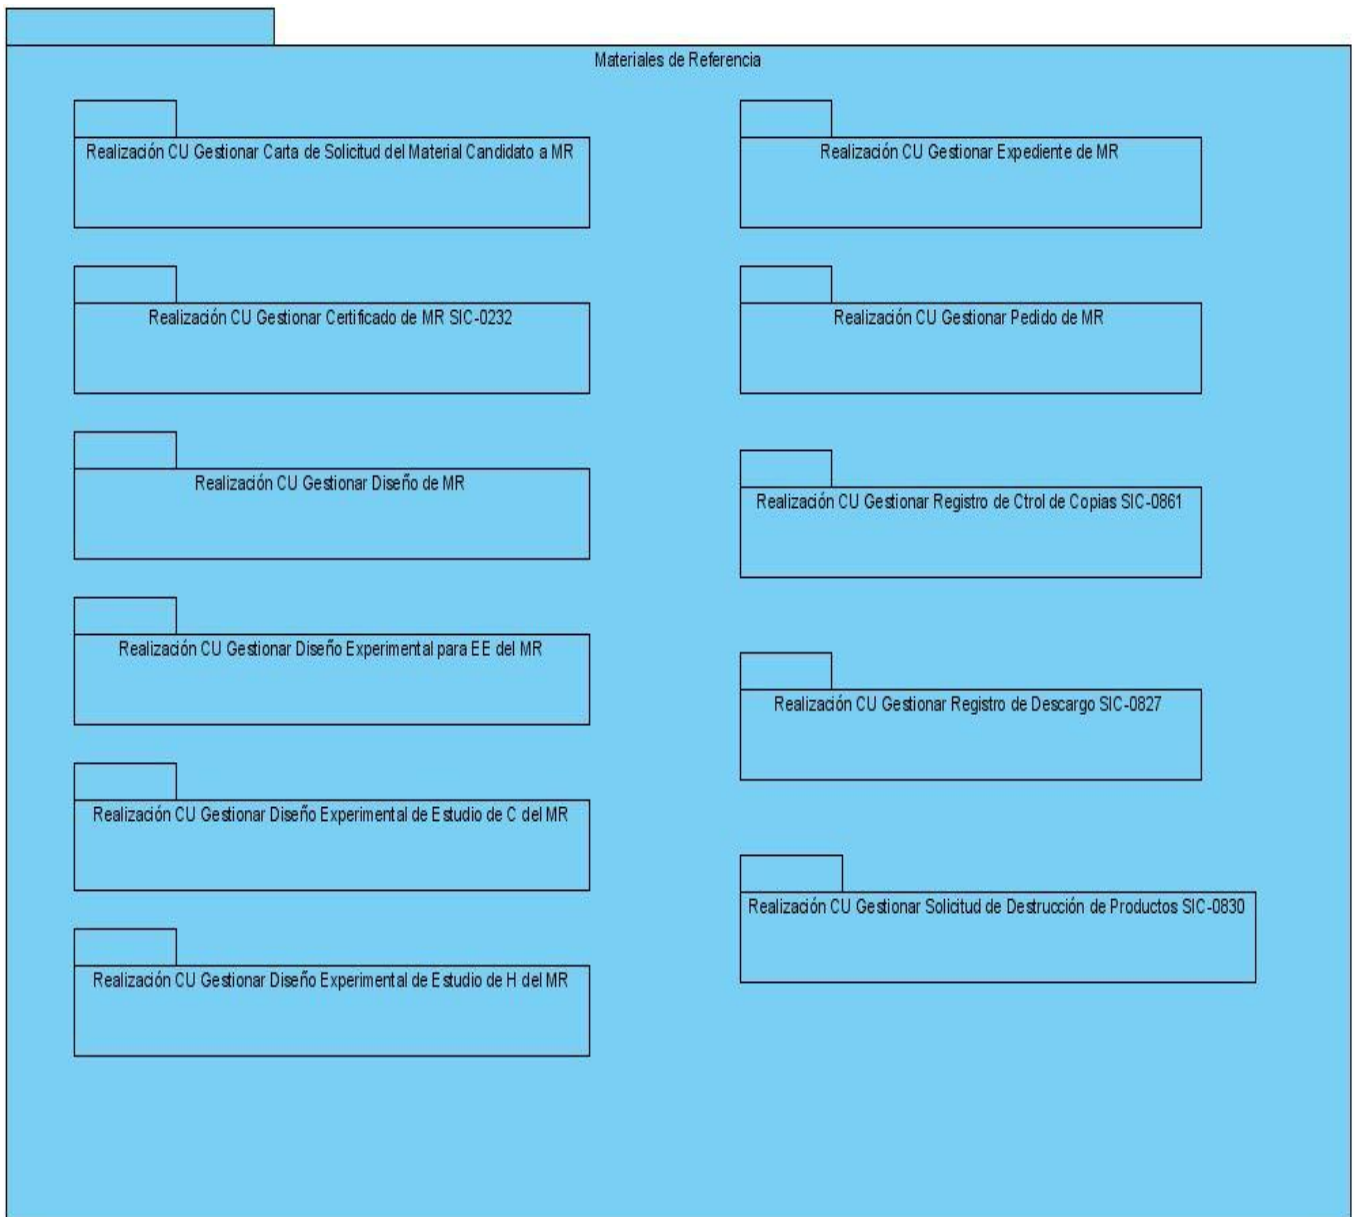 Materiales de Referencia
Realización CU Gestionar Carta de Solicitud del Material Candidato a MR
Realización CU Gestionar Certificado de MR SIC-0232
Realización CU Gestionar Diseño de MR
Realización CU Gestionar Diseño Experimental para EE del MR
Realización CU Gestionar Diseño Experimental de Estudio de C del MR
Realización CU Gestionar Diseño Experimental de Estudio de H del MR
Realización CU Gestionar Expediente de MR
Realización CU Gestionar Pedido de MR
Realización CU Gestionar Registro de Ctrol de Copias SIC-0861
Realización CU Gestionar Registro de Descargo SIC-0827
Realización CU Gestionar Solicitud de Destrucción de Productos SIC-0830